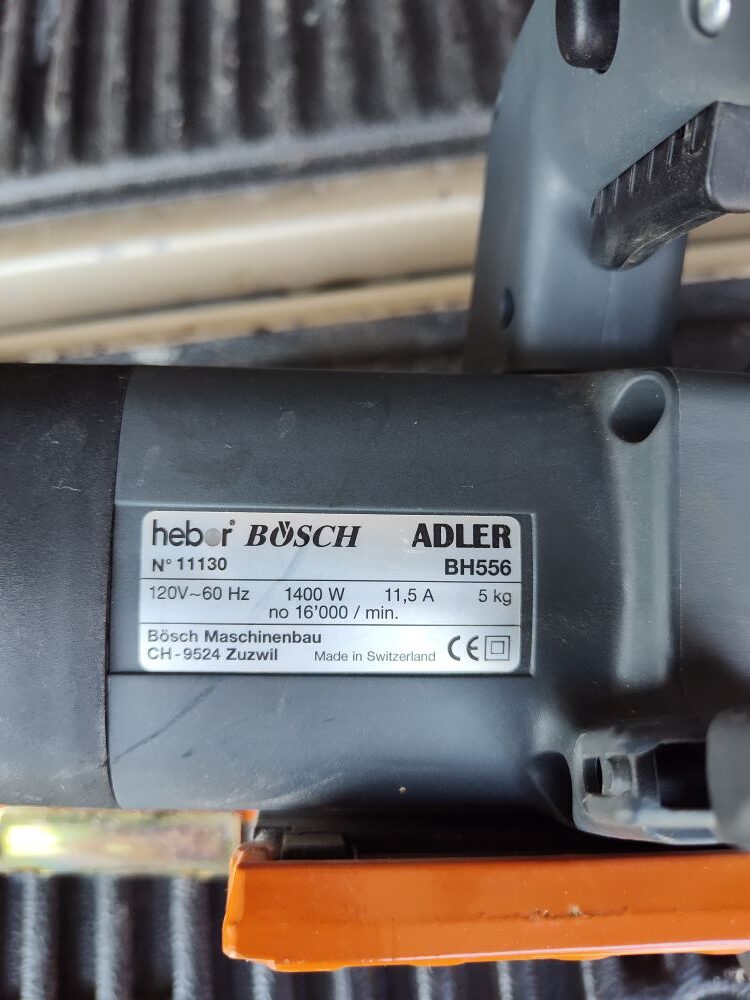 hebor® BÖSCH ADLER
N° 11130 BH556
120V~60 Hz 1400 W 11,5 A 5 kg
no 16'000 / min.
Bösch Maschinenbau
CH-9524 Zuzwil Made in Switzerland CE